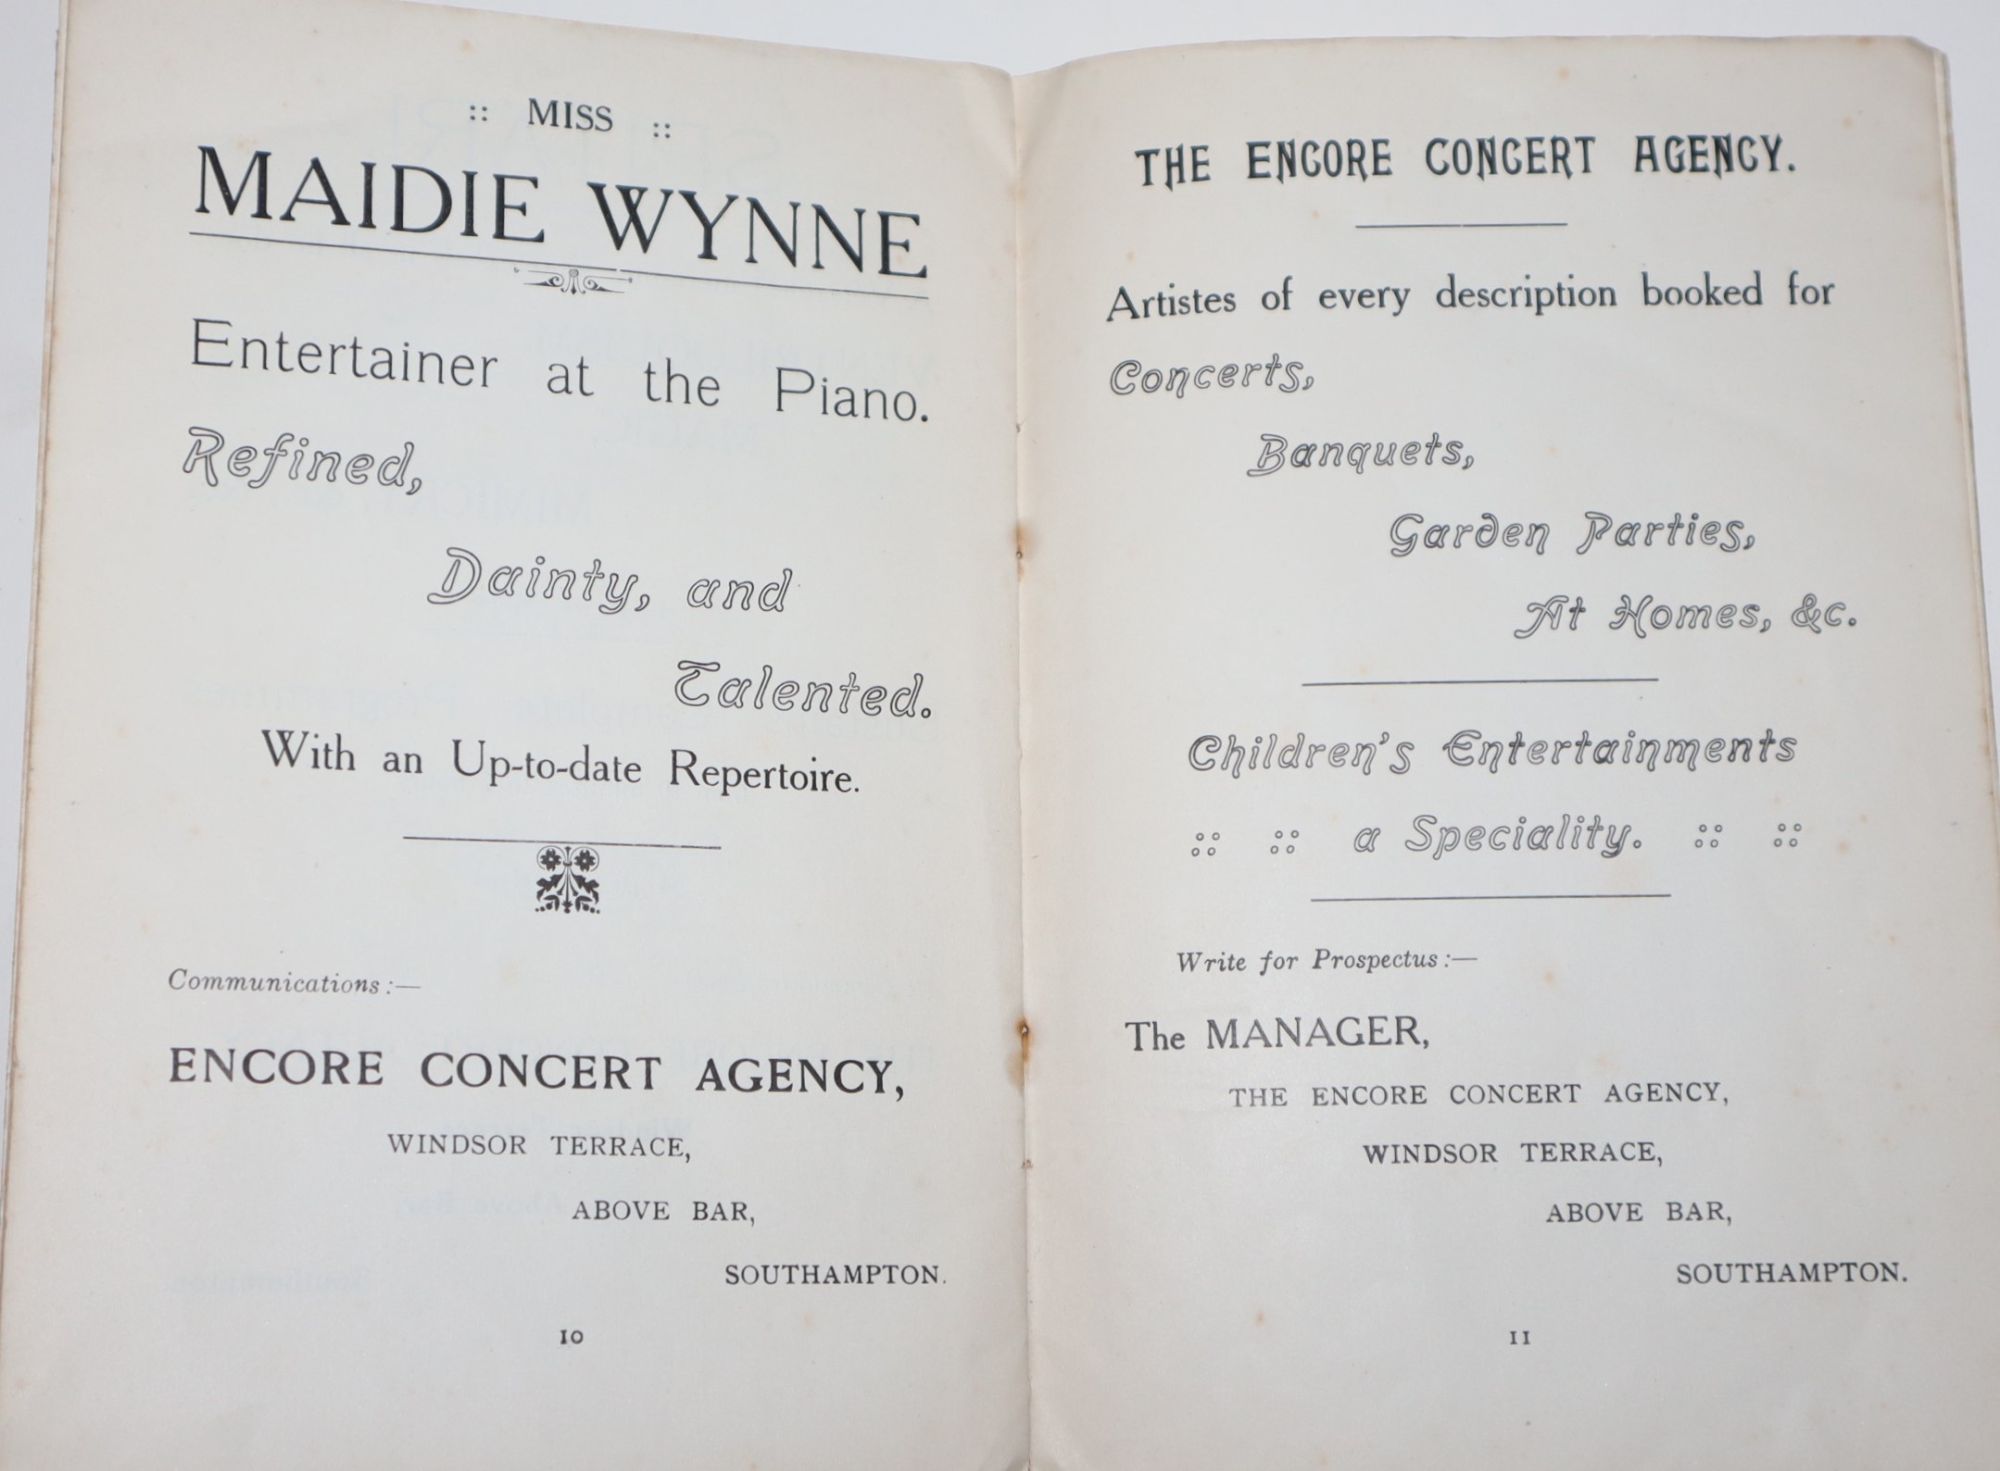 :: MISS ::
MAIDIE WYNNE
Entertainer at the Piano.
Refined,
Dainty, and
Talented.
With an Up-to-date Repertoire.
Communications:—
ENCORE CONCERT AGENCY,
WINDSOR TERRACE,
ABOVE BAR,
SOUTHAMPTON.
10
THE ENCORE CONCERT AGENCY.
Artistes of every description booked for
Concerts,
Banquets,
Garden Parties,
At Homes, &c.
Children's Entertainments
:: :: a Speciality. :: ::
Write for Prospectus:—
The MANAGER,
THE ENCORE CONCERT AGENCY,
WINDSOR TERRACE,
ABOVE BAR,
SOUTHAMPTON.
11